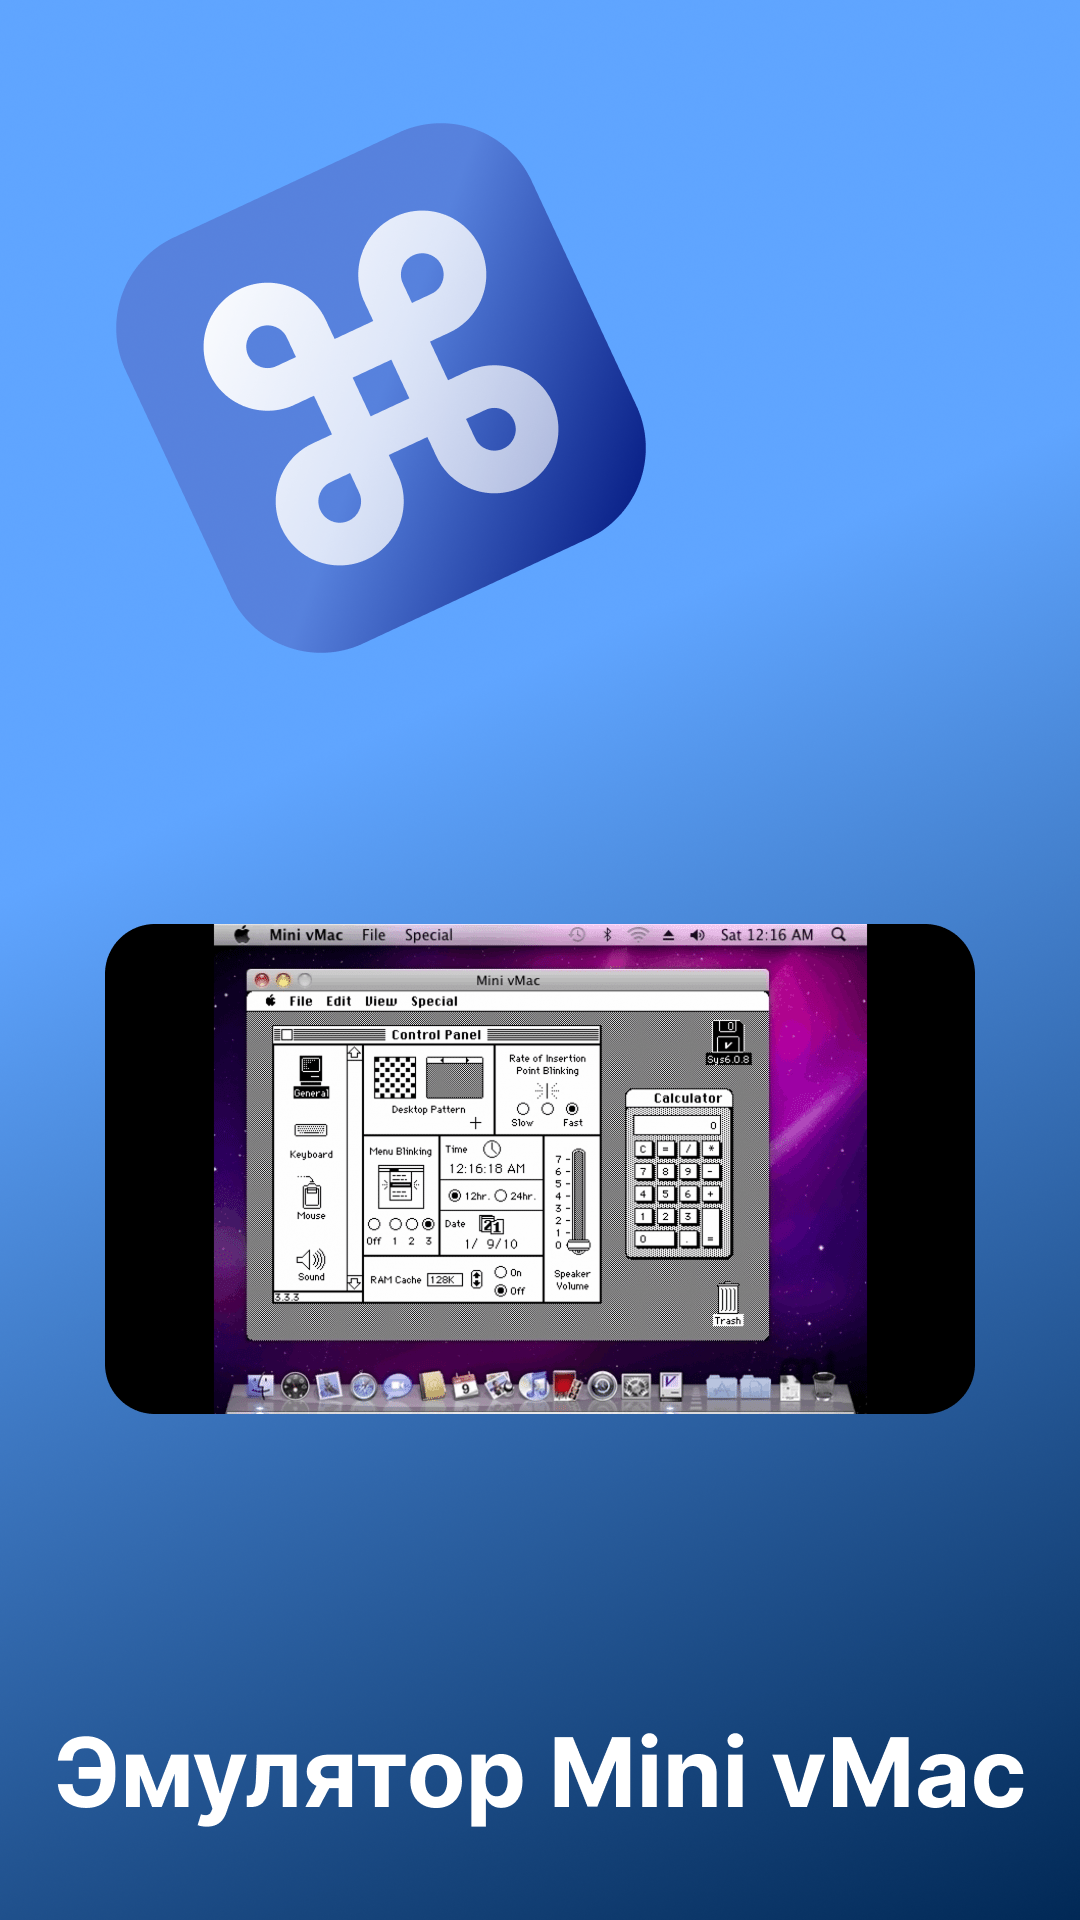 Mini vMac File Special Sat 12:16 AM
Mini vMac
File Edit View Special
Control Panel
0
Sys6.0.8
General
Desktop Pattern
Rate of Insertion
Point Blinking
Slow Fast
Calculator
0
C = / *
7 8 9 -
4 5 6 +
1 2 3
0 . =
Keyboard
Menu Blinking
Off 1 2 3
Time
12:16:18 AM
12hr. 24hr.
Date
21
1/ 9/10
7
6
5
4
3
2
1
0
Speaker
Volume
Mouse
Sound
RAM Cache 128K On
Off
3.3.3
Trash
9
Эмулятор Mini vMac